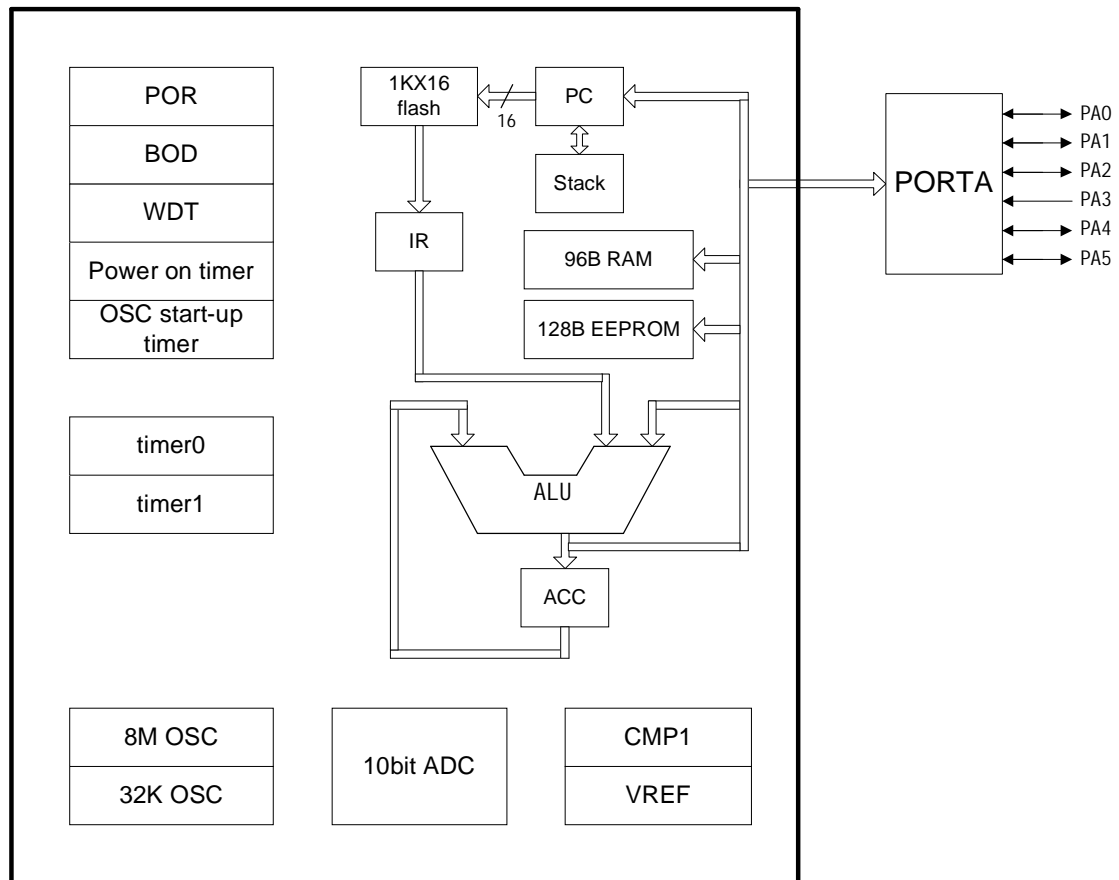 POR
BOD
WDT
Power on timer
OSC start-up
timer
timer0
timer1
1KX16
flash
16
PC
Stack
IR
96B RAM
128B EEPROM
ALU
ACC
8M OSC
32K OSC
10bit ADC
CMP1
VREF
PORTA
PA0
PA1
PA2
PA3
PA4
PA5